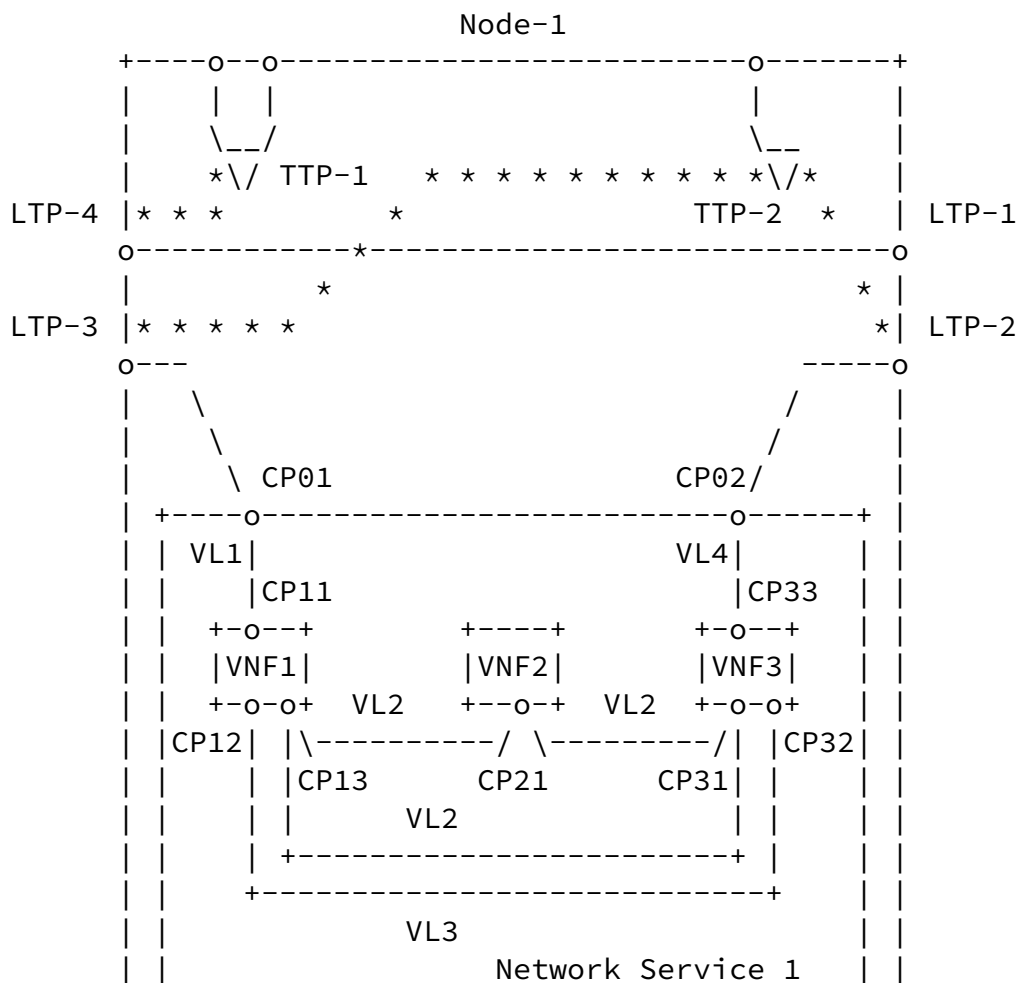 Node-1
TTP-1
LTP-4 TTP-2 LTP-1
LTP-3 LTP-2
CP01 CP02
VL1 VL4
CP11 CP33
VNF1 VNF2 VNF3
VL2 VL2
CP12 CP32
CP13 CP21 CP31
VL2
VL3
Network Service 1